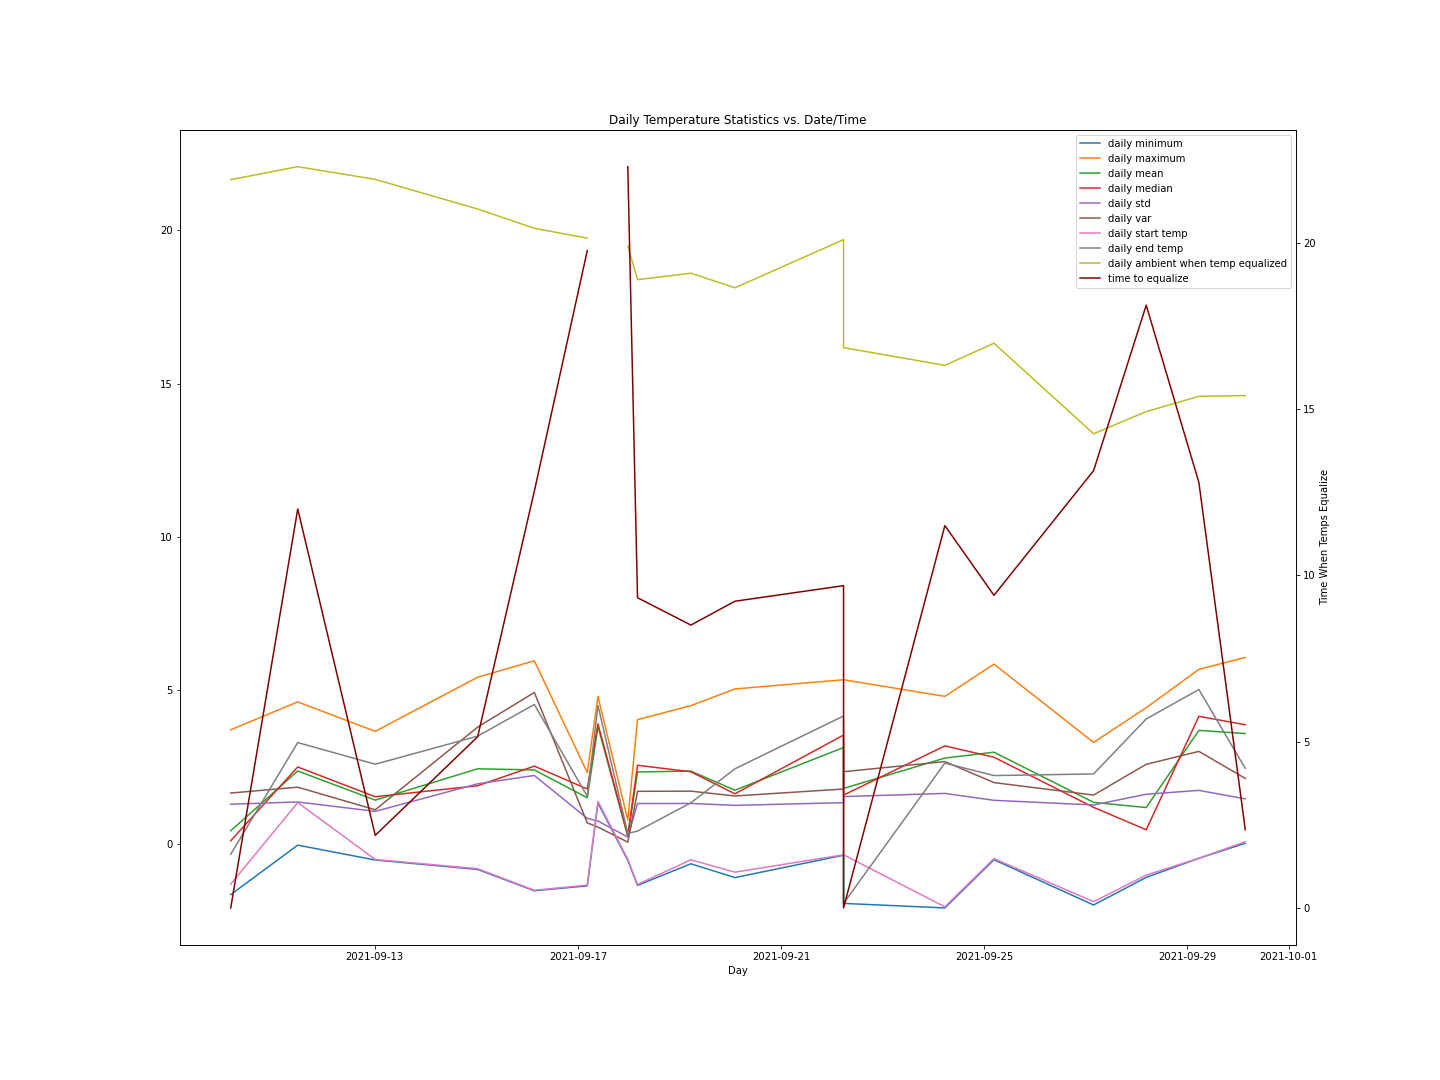 Daily Temperature Statistics vs. Date/Time
daily minimum
daily maximum
daily mean
daily median
daily std
daily var
daily start temp
daily end temp
daily ambient when temp equalized
time to equalize
20
15
10
5
0
20
15
10
5
0
Time When Temps Equalize
2021-09-13
2021-09-17
2021-09-21
2021-09-25
2021-09-29
2021-10-01
Day